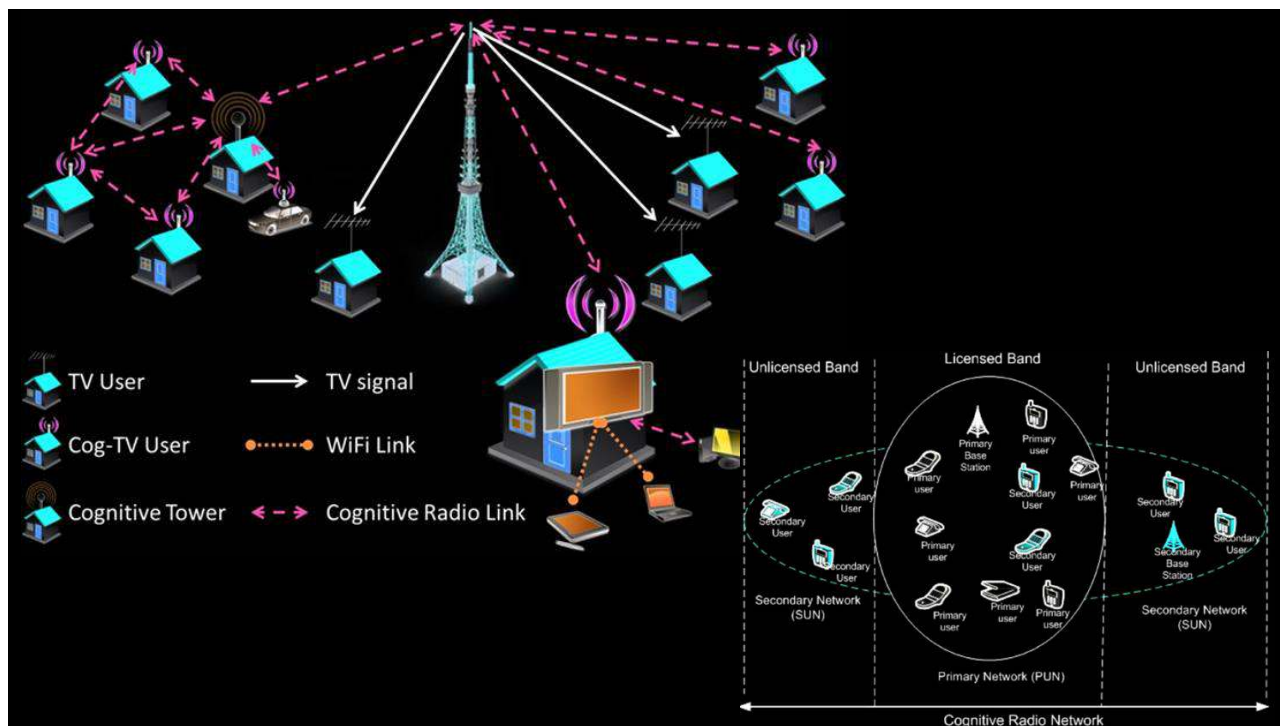 TV User
TV signal
Cog-TV User
WiFi Link
Cognitive Tower
Cognitive Radio Link
Unlicensed Band
Licensed Band
Unlicensed Band
Primary
Base
Station
Primary
user
Primary
user
Secondary
User
Primary
user
Secondary
User
Secondary
User
Secondary
User
Primary
user
Secondary
User
Primary
user
Primary
user
Primary
user
Secondary
User
Secondary
User
Secondary
Base
Station
Secondary Network
(SUN)
Secondary Network
(SUN)
Primary Network (PUN)
Cognitive Radio Network